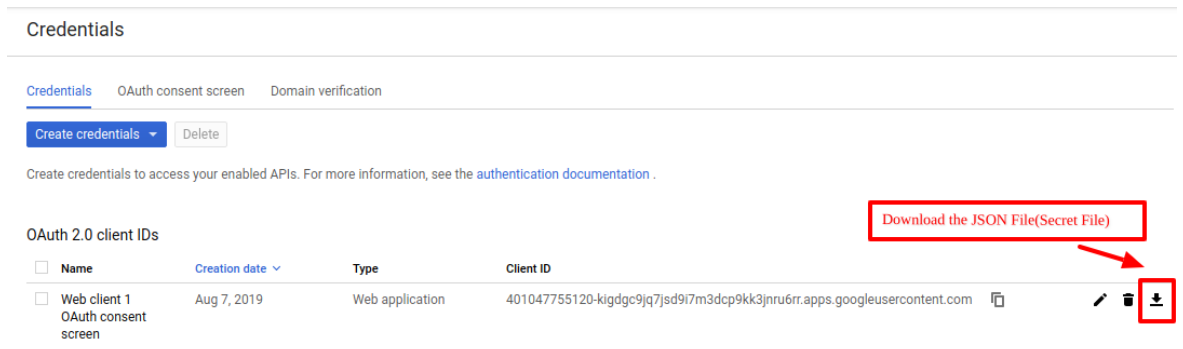 Credentials
Credentials OAuth consent screen Domain verification
Create credentials Delete
Create credentials to access your enabled APIs. For more information, see the authentication documentation .
Download the JSON File(Secret File)
OAuth 2.0 client IDs
Name Creation date Type Client ID
Web client 1 Aug 7, 2019 Web application 401047755120-kigdgc9jq7jsd9i7m3dcp9kk3jnru6rr.apps.googleusercontent.com
OAuth consent
screen